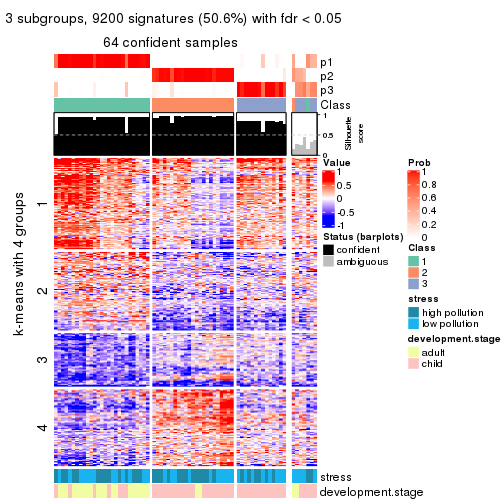 3 subgroups, 9200 signatures (50.6%) with fdr < 0.05
64 confident samples
p1
p2
p3
Class
1
0.5
0
Silhouette
score
k-means with 4 groups
1
2
3
4
stress
development.stage
Value
1
0.5
0
-0.5
-1
Status (barplots)
confident
ambiguous
Prob
1
0.8
0.6
0.4
0.2
0
Class
1
2
3
stress
high pollution
low pollution
development.stage
adult
child